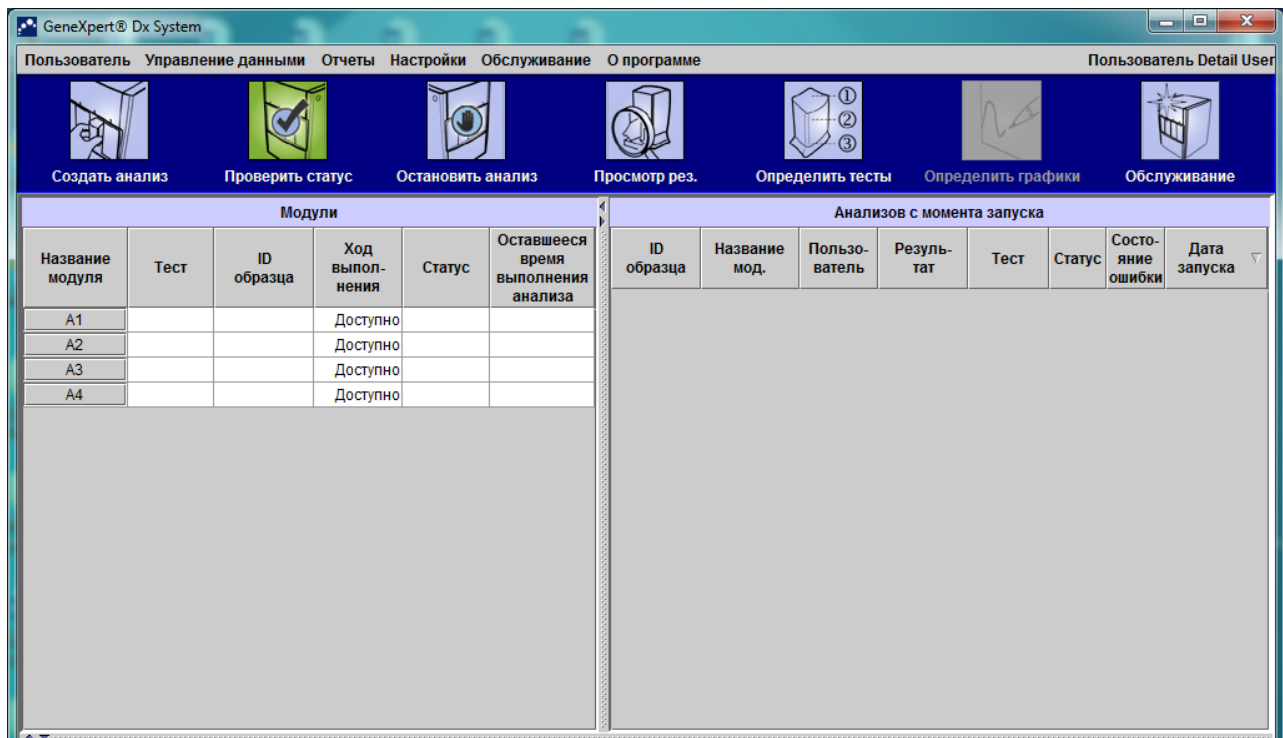 GeneXpert® Dx System
Пользователь Управление данными Отчеты Настройки Обслуживание О программе Пользователь Detail User
① ② ③
Создать анализ Проверить статус Остановить анализ Просмотр рез. Определить тесты Определить графики Обслуживание
Модули
Название модуля
Тест
ID образца
Ход выпол-
нения
Статус
Оставшееся
время
выполнения
анализа
A1 Доступно
A2 Доступно
A3 Доступно
A4 Доступно
Анализов с момента запуска
ID
образца
Название
мод.
Пользо-
ватель
Резуль-
тат
Тест
Статус
Состо-
яние
ошибки
Дата
запуска